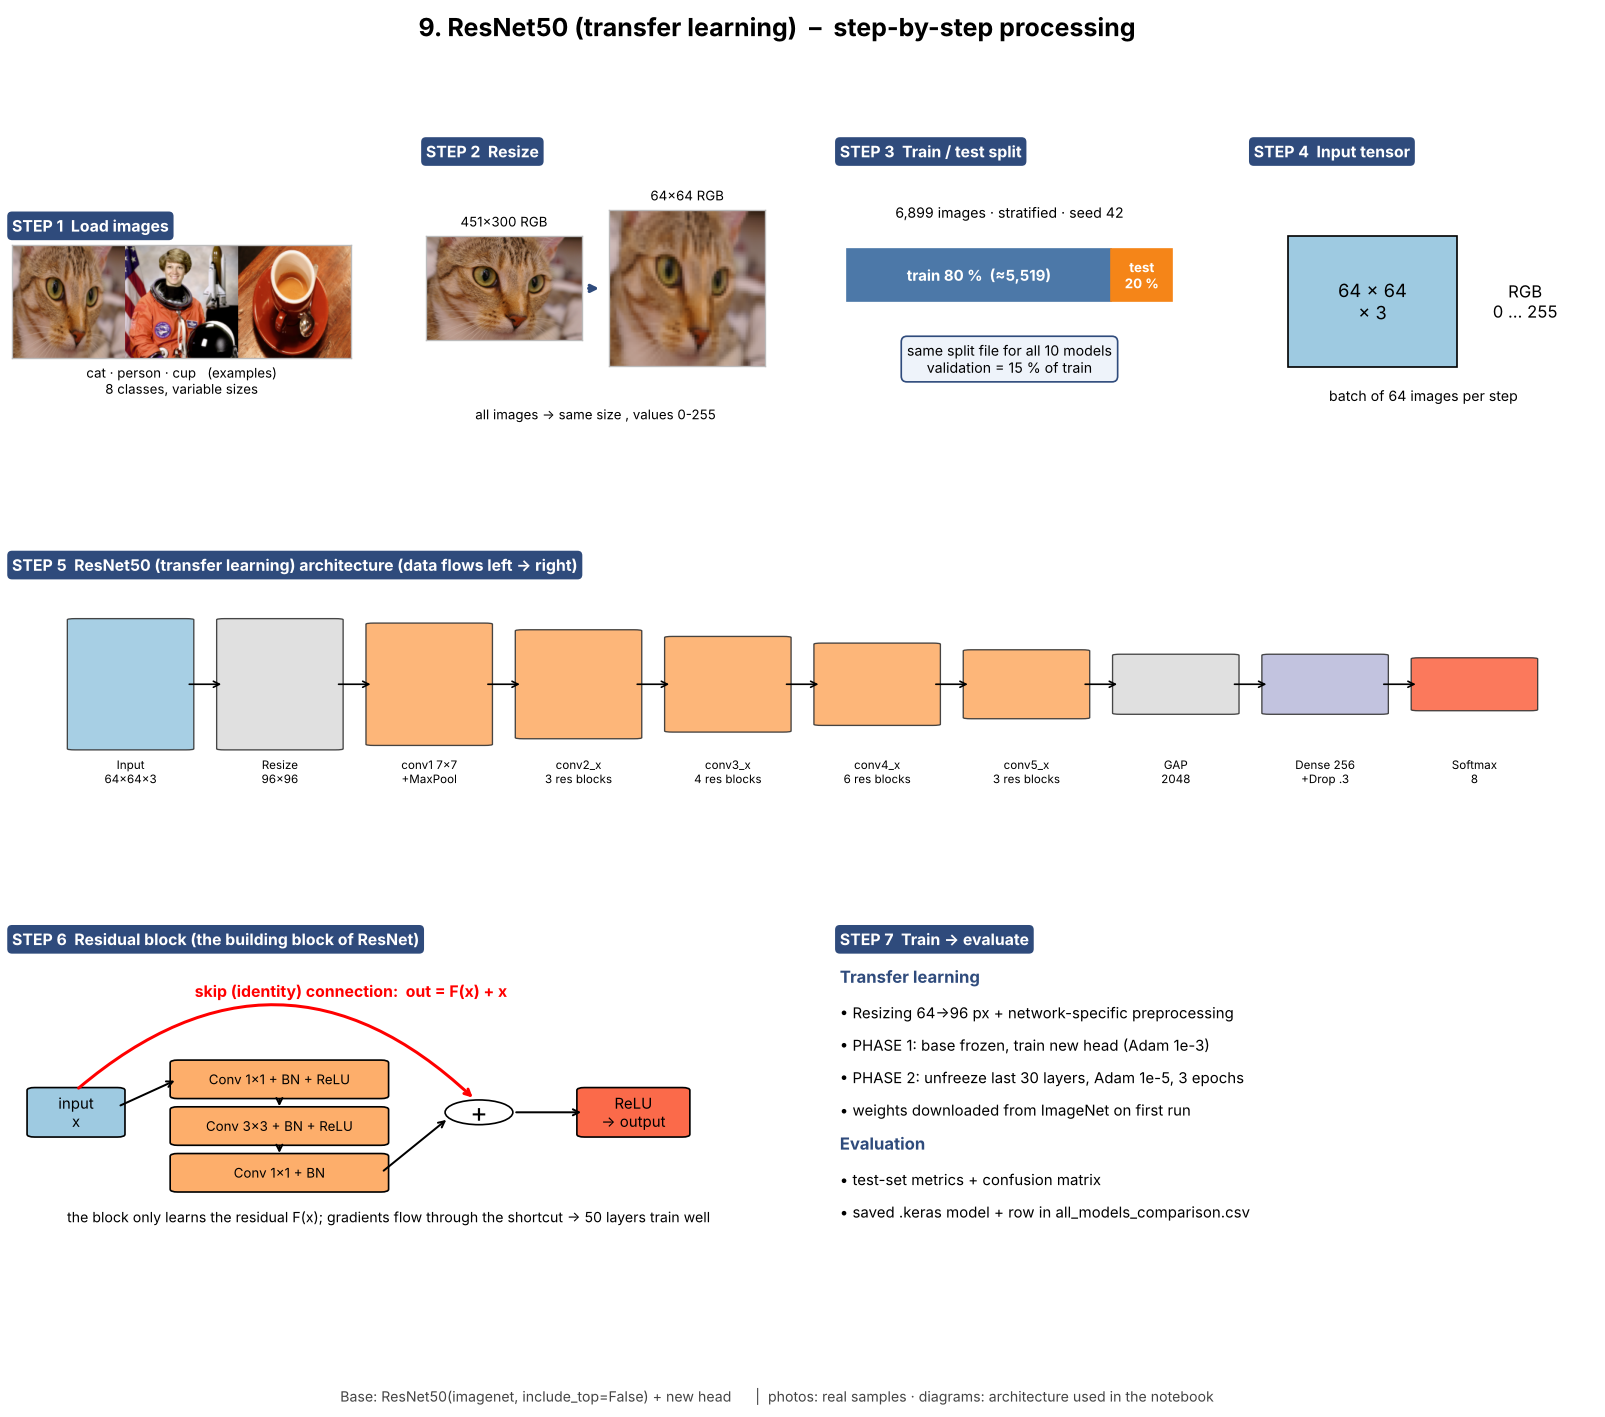 9. ResNet50 (transfer learning) – step-by-step processing
STEP 1 Load images
cat · person · cup (examples)
8 classes, variable sizes
STEP 2 Resize
451×300 RGB
64×64 RGB
all images → same size , values 0-255
STEP 3 Train / test split
6,899 images · stratified · seed 42
train 80 % (≈5,519)
test
20 %
same split file for all 10 models
validation = 15 % of train
STEP 4 Input tensor
64 × 64
× 3
RGB
0 ... 255
batch of 64 images per step
STEP 5 ResNet50 (transfer learning) architecture (data flows left → right)
Input
64×64×3
Resize
96×96
conv1 7×7
+MaxPool
conv2_x
3 res blocks
conv3_x
4 res blocks
conv4_x
6 res blocks
conv5_x
3 res blocks
GAP
2048
Dense 256
+Drop .3
Softmax
8
STEP 6 Residual block (the building block of ResNet)
skip (identity) connection: out = F(x) + x
input
x
Conv 1×1 + BN + ReLU
Conv 3×3 + BN + ReLU
Conv 1×1 + BN
+
ReLU
→ output
the block only learns the residual F(x); gradients flow through the shortcut → 50 layers train well
STEP 7 Train → evaluate
Transfer learning
• Resizing 64→96 px + network-specific preprocessing
• PHASE 1: base frozen, train new head (Adam 1e-3)
• PHASE 2: unfreeze last 30 layers, Adam 1e-5, 3 epochs
• weights downloaded from ImageNet on first run
Evaluation
• test-set metrics + confusion matrix
• saved .keras model + row in all_models_comparison.csv
Base: ResNet50(imagenet, include_top=False) + new head | photos: real samples · diagrams: architecture used in the notebook